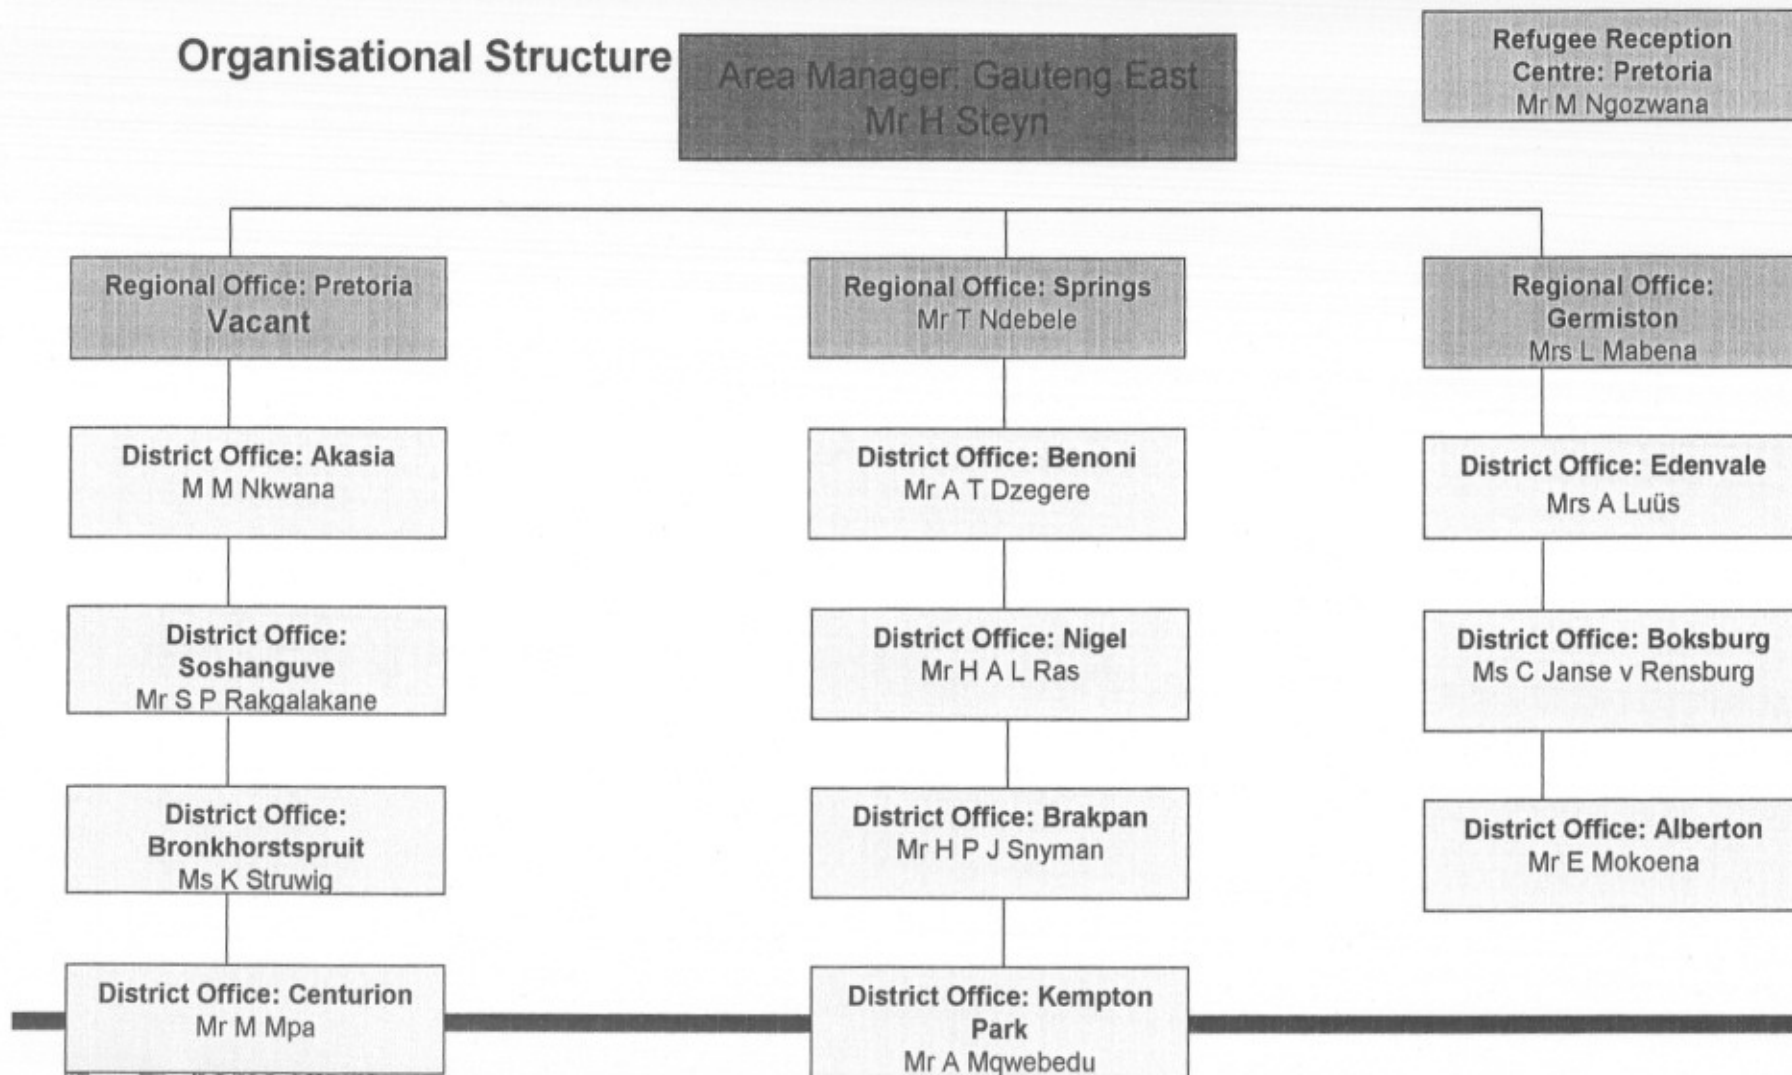 Organisational Structure
Area Manager: Gauteng East
Mr H Steyn
Refugee Reception
Centre: Pretoria
Mr M Ngozwana
Regional Office: Pretoria
Vacant
District Office: Akasia
M M Nkwana
District Office:
Soshanguve
Mr S P Rakgalakane
District Office:
Bronkhorstspruit
Ms K Struwig
District Office: Centurion
Mr M Mpa
Regional Office: Springs
Mr T Ndebele
District Office: Benoni
Mr A T Dzegere
District Office: Nigel
Mr H A L Ras
District Office: Brakpan
Mr H P J Snyman
District Office: Kempton
Park
Mr A Mqwebedu
Regional Office:
Germiston
Mrs L Mabena
District Office: Edenvale
Mrs A Luüs
District Office: Boksburg
Ms C Janse v Rensburg
District Office: Alberton
Mr E Mokoena